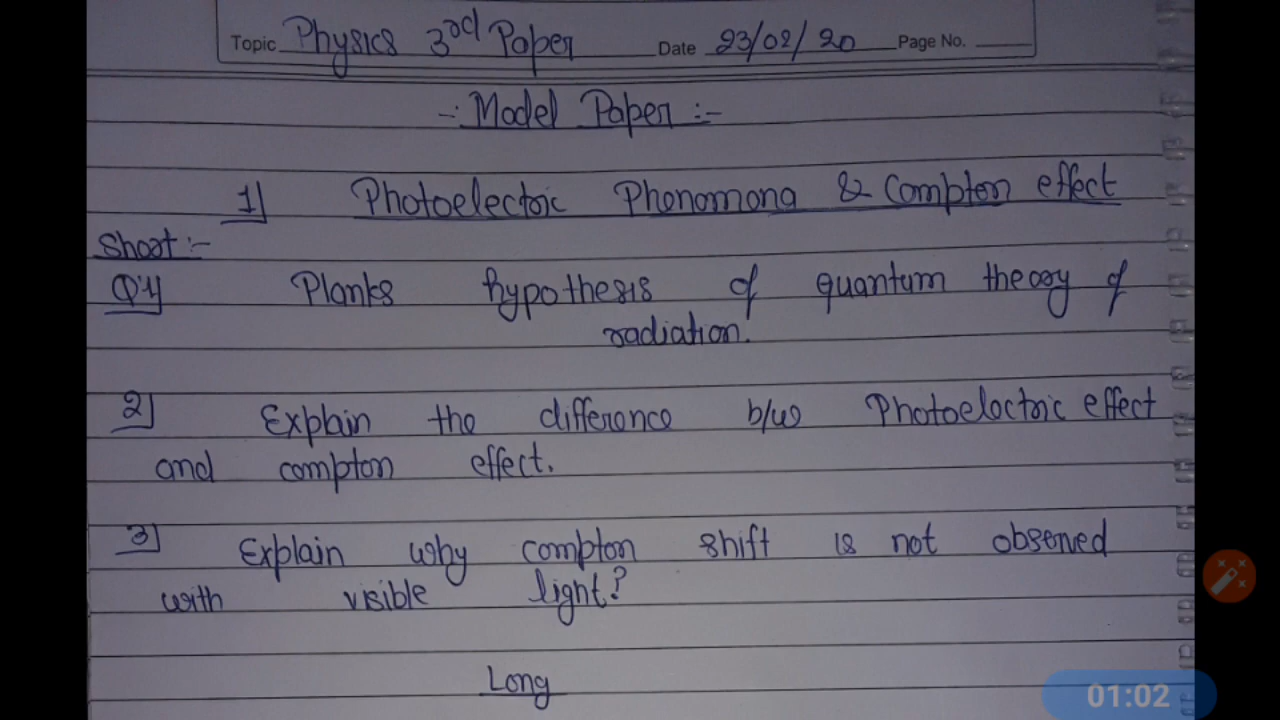 Topic Physics 3rd Paper Date 23/02/20 Page No.
-: Model Paper :-
1] Photoelectric Phenomona & Compton effect
Short :-
Q.1] Planks hypothesis of quantum theory of
radiation.
2] Explain the difference b/w Photoelectric effect
and compton effect.
3] Explain why compton shift is not observed
with visible light?
Long
01:02